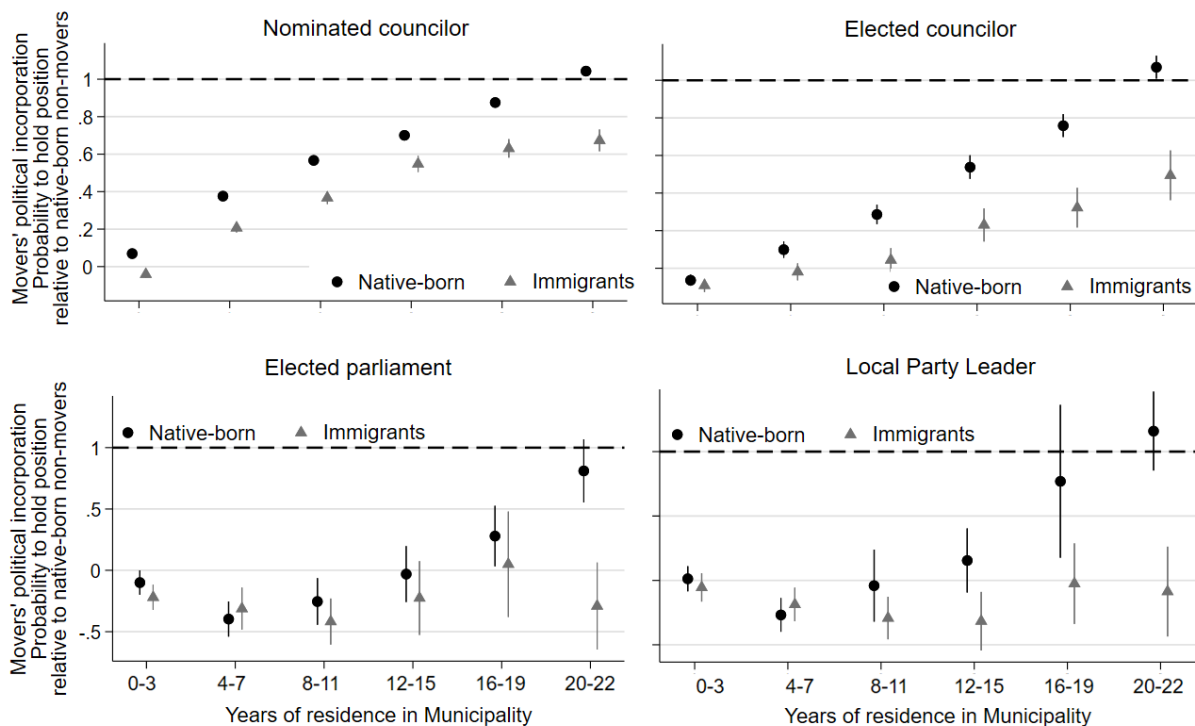 Nominated councilor
Elected councilor
Movers' political incorporation
Probability to hold position
relative to native-born non-movers
1
.8
.6
.4
.2
0
Native-born
Immigrants
Native-born
Immigrants
Elected parliament
Local Party Leader
Movers' political incorporation
Probability to hold position
relative to native-born non-movers
Native-born
Immigrants
Native-born
Immigrants
1
.5
0
-.5
0-3
4-7
8-11
12-15
16-19
20-22
0-3
4-7
8-11
12-15
16-19
20-22
Years of residence in Municipality
Years of residence in Municipality